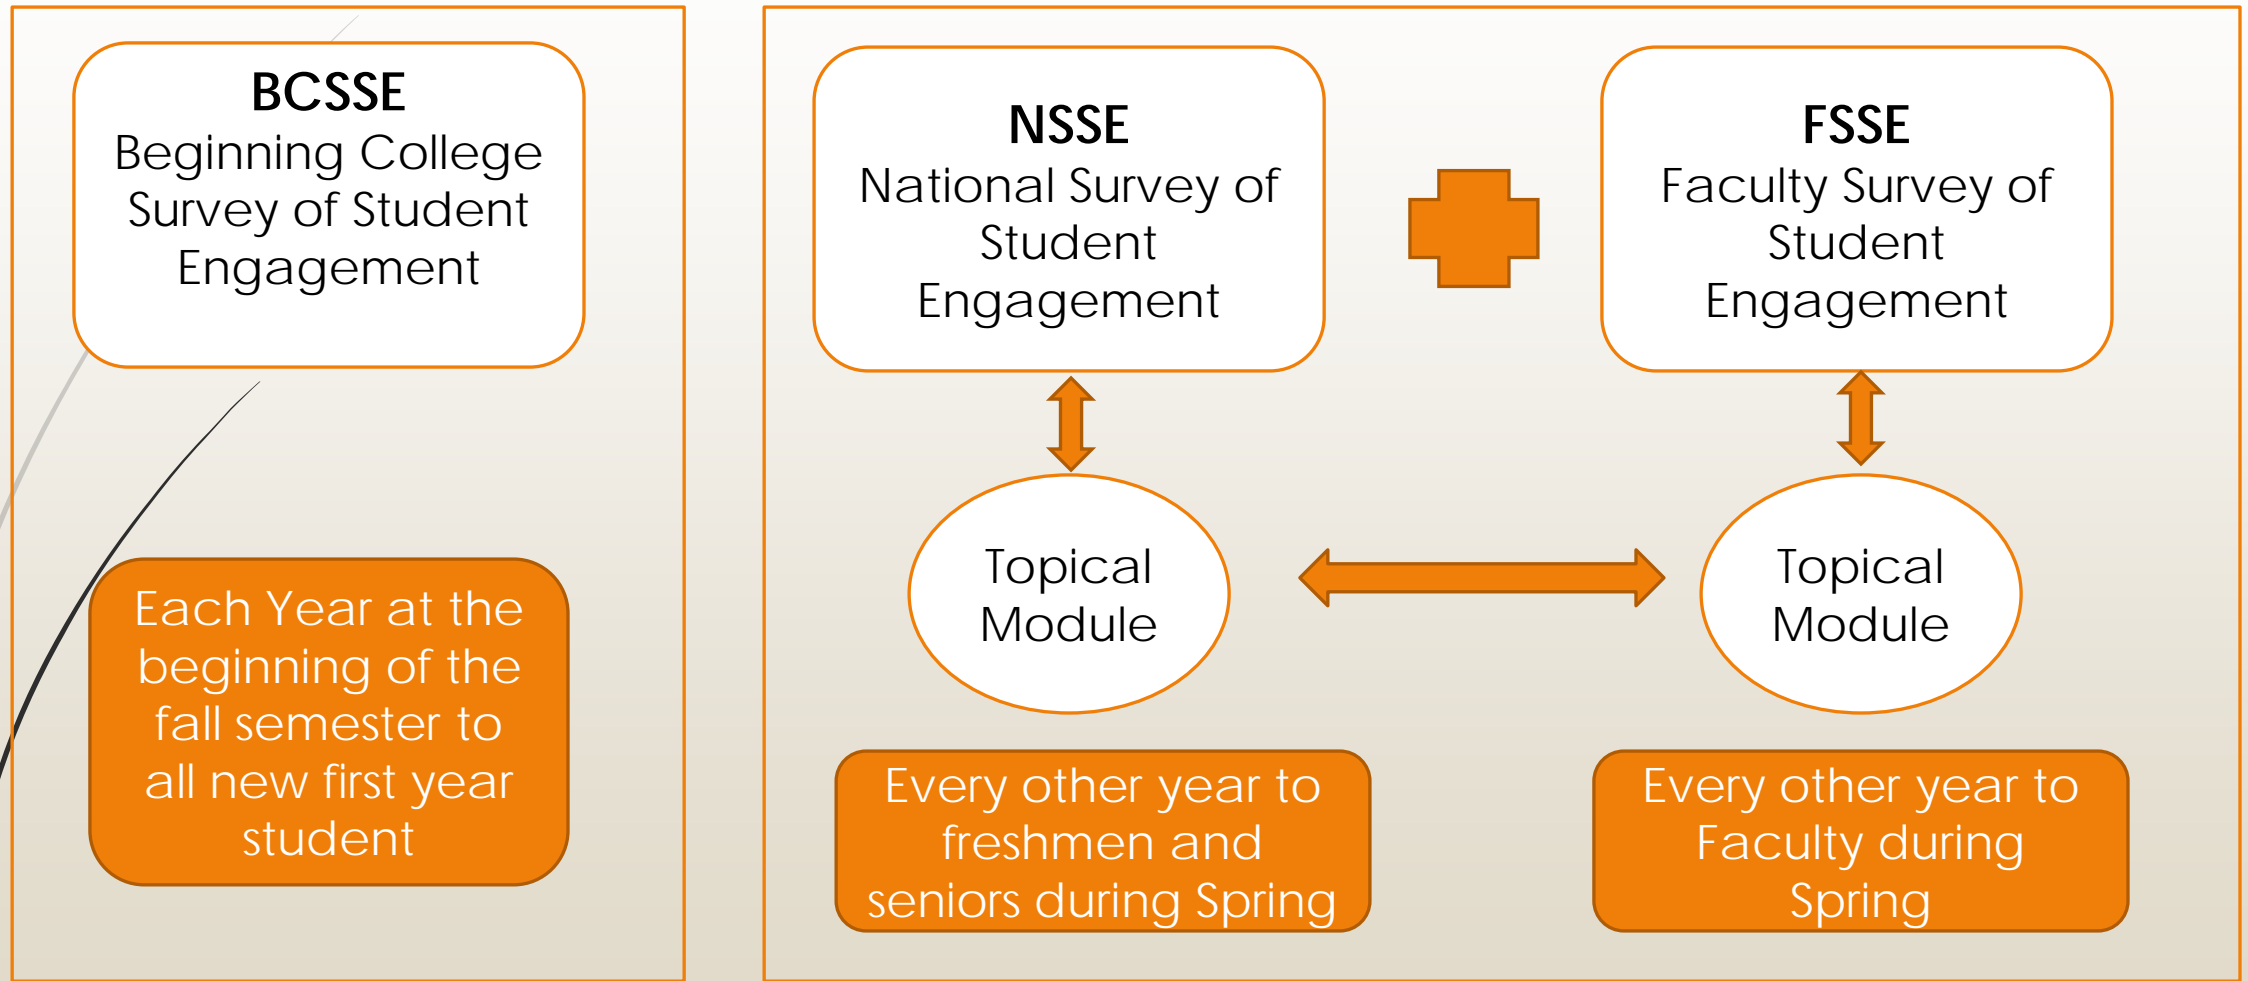 BCSSE
Beginning College
Survey of Student
Engagement
Each Year at the
beginning of the
fall semester to
all new first year
student
NSSE
National Survey of
Student
Engagement
FSSE
Faculty Survey of
Student
Engagement
Topical
Module
Topical
Module
Every other year to
freshmen and
seniors during Spring
Every other year to
Faculty during
Spring